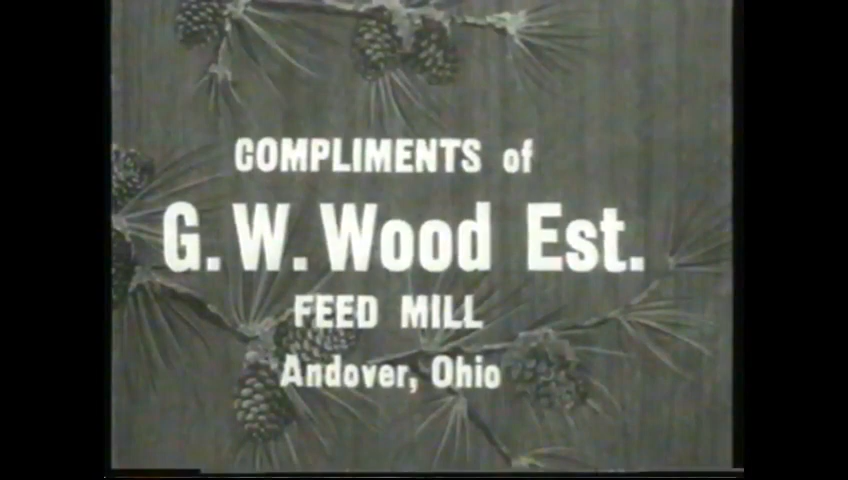 COMPLIMENTS of
G. W. Wood Est.
FEED MILL
Andover, Ohio